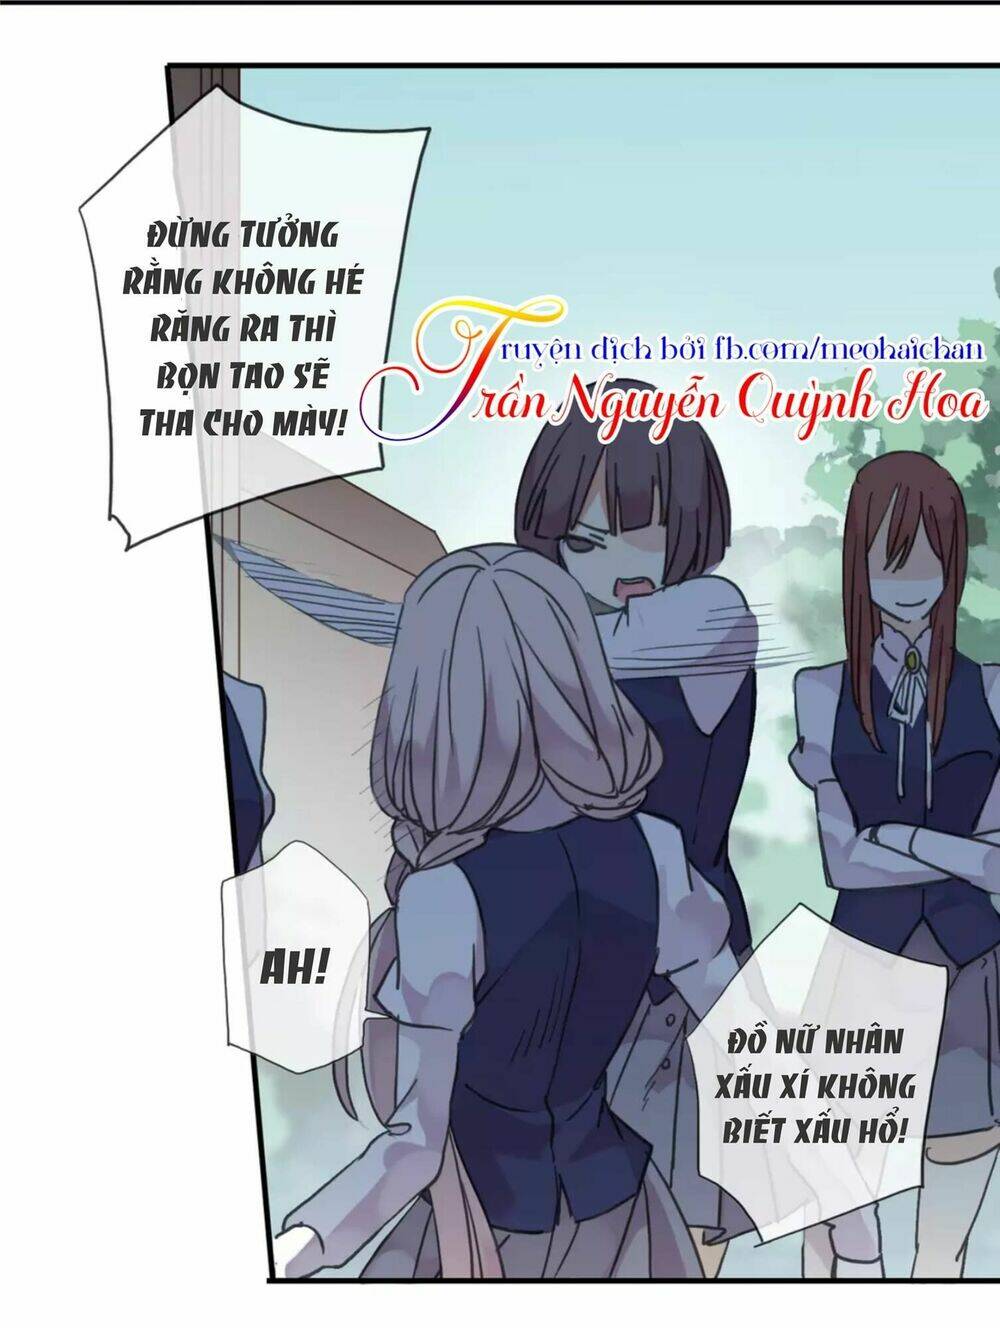 ĐỪNG TƯỞNG
RẰNG KHÔNG HÉ
RĂNG RA THÌ
BỌN TAO SẼ
THA CHO MÀY!
Truyện dịch bởi fb.com/meohaichan
Trần Nguyễn Quỳnh Hoa
AH!
ĐỒ NỮ NHÂN
XẤU XÍ KHÔNG
BIẾT XẤU HỔ!